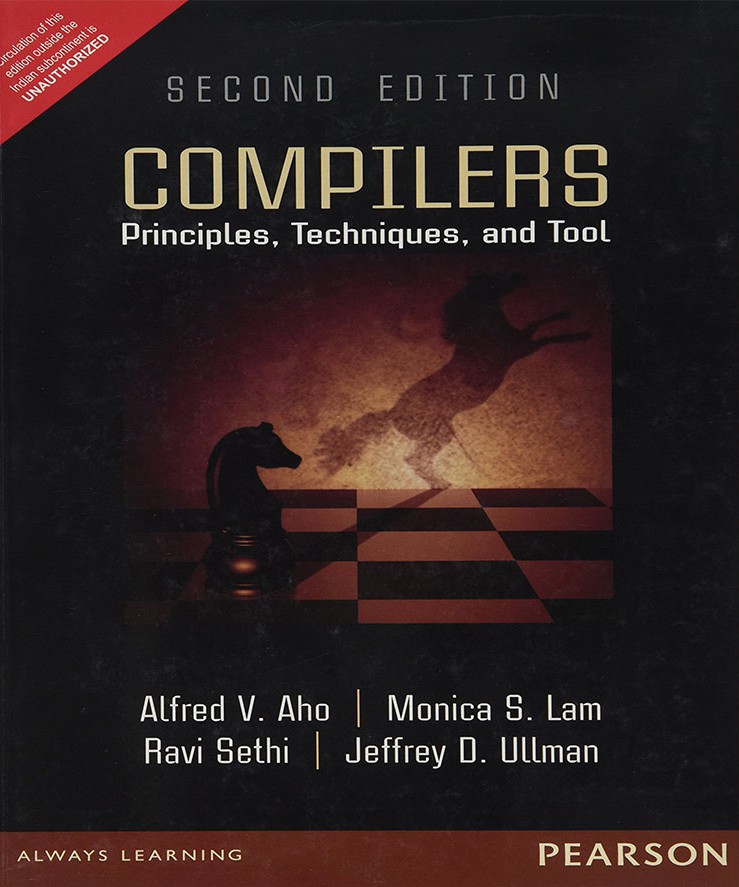 Circulation of this
edition outside the
Indian subcontinent is
UNAUTHORIZED
SECOND EDITION
COMPILERS
Principles, Techniques, and Tool
Alfred V. Aho | Monica S. Lam
Ravi Sethi | Jeffrey D. Ullman
ALWAYS LEARNING
PEARSON